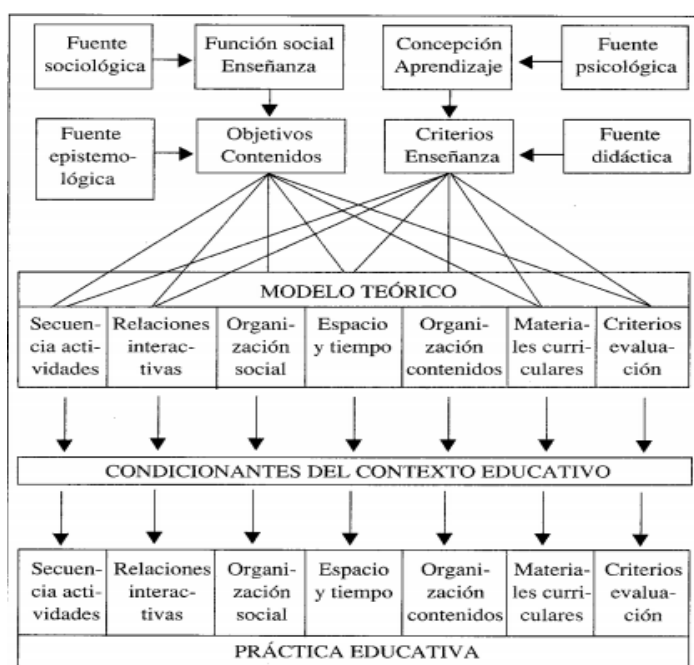 Fuente
sociológica
Función social
Enseñanza
Concepción
Aprendizaje
Fuente
psicológica
Fuente
epistemo-
lógica
Objetivos
Contenidos
Criterios
Enseñanza
Fuente
didáctica
MODELO TEÓRICO
Secuen-
cia acti-
vidades
Relaciones
interac-
tivas
Organi-
zación
social
Espacio
y tiempo
Organi-
zación
contenidos
Materia-
les curri-
culares
Criterios
evalua-
ción
CONDICIONANTES DEL CONTEXTO EDUCATIVO
Secuen-
cia acti-
vidades
Relaciones
interac-
tivas
Organi-
zación
social
Espacio
y tiempo
Organi-
zación
contenidos
Materia-
les curri-
culares
Criterios
evalua-
ción
PRÁCTICA EDUCATIVA